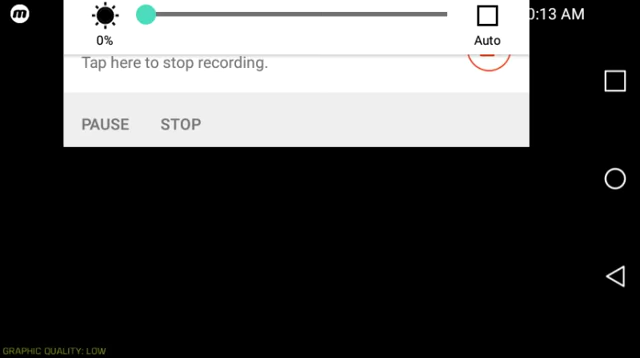 0:13 AM
0%
Auto
Tap here to stop recording.
PAUSE
STOP
GRAPHIC QUALITY: LOW